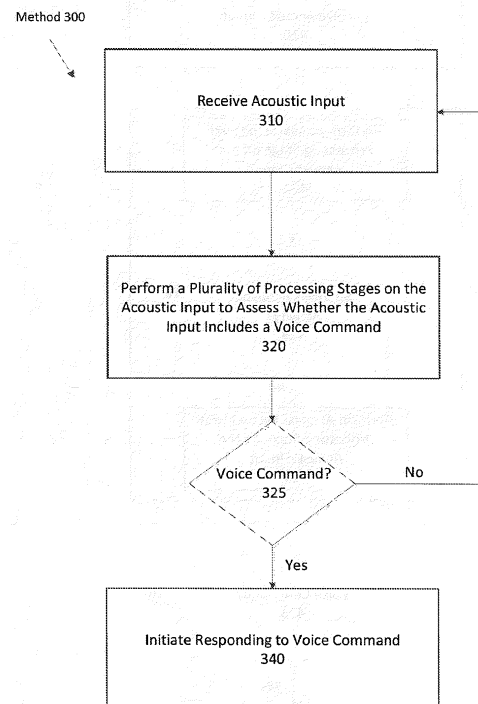 Method 300
Receive Acoustic Input
310
Perform a Plurality of Processing Stages on the
Acoustic Input to Assess Whether the Acoustic
Input Includes a Voice Command
320
Voice Command?
325
No
Yes
Initiate Responding to Voice Command
340